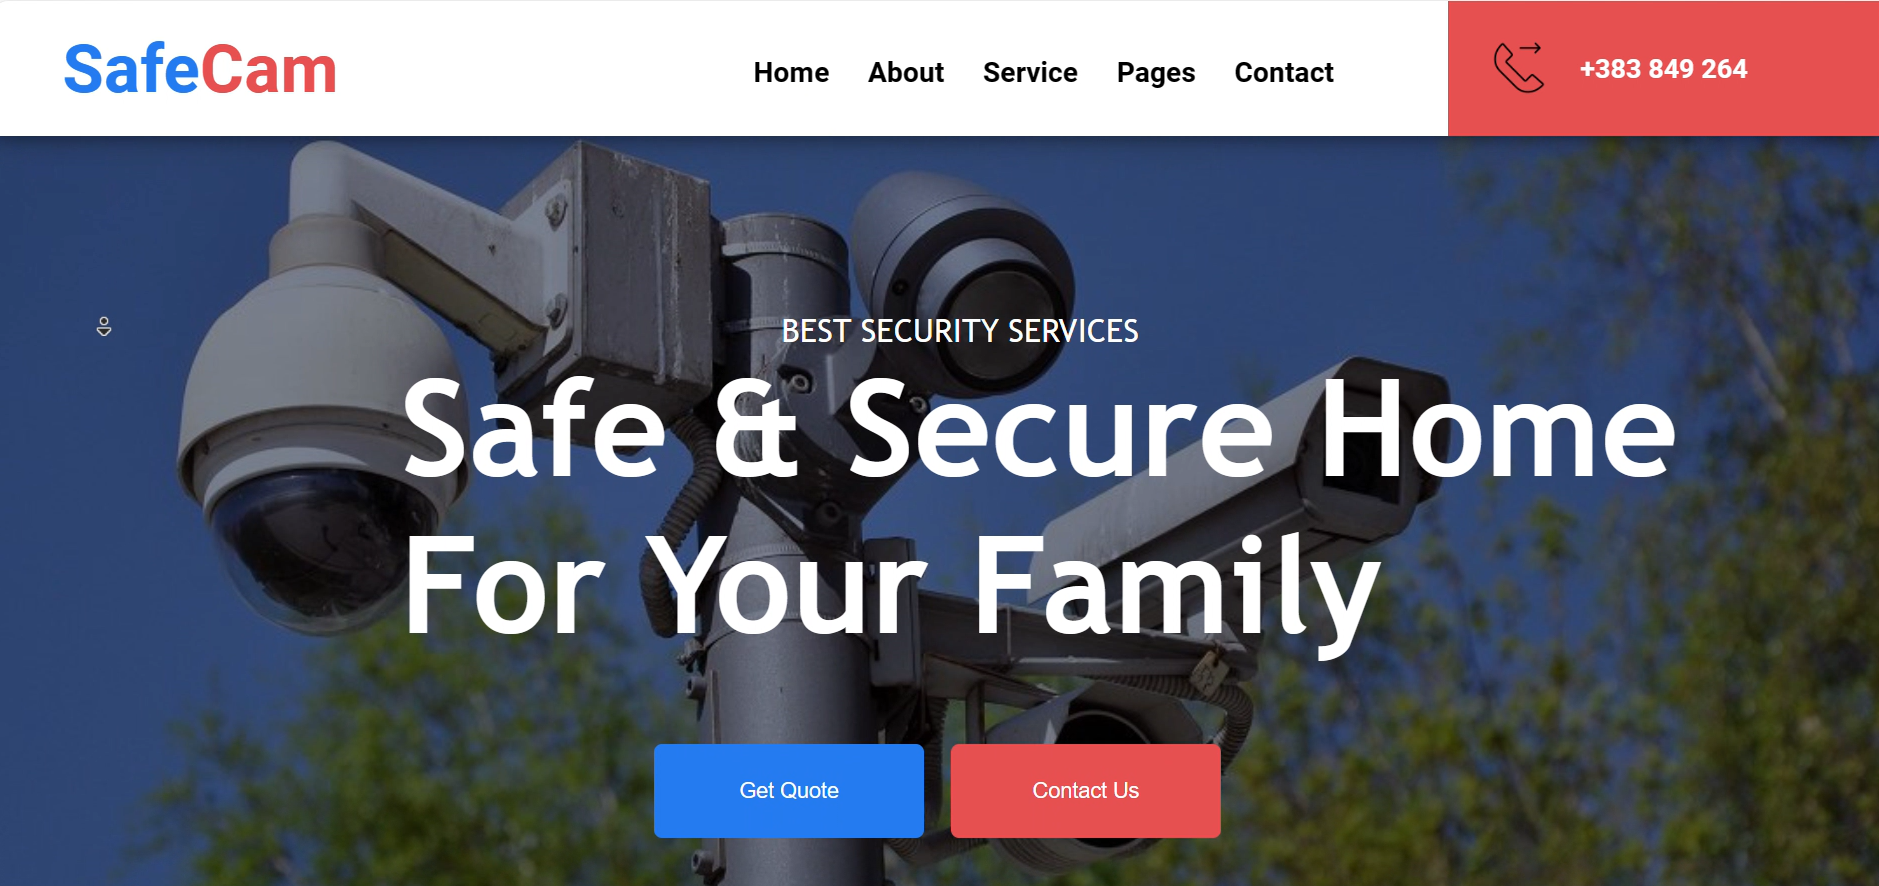 SafeCam
Home About Service Pages Contact
+383 849 264
BEST SECURITY SERVICES
Safe & Secure Home
For Your Family
Get Quote
Contact Us